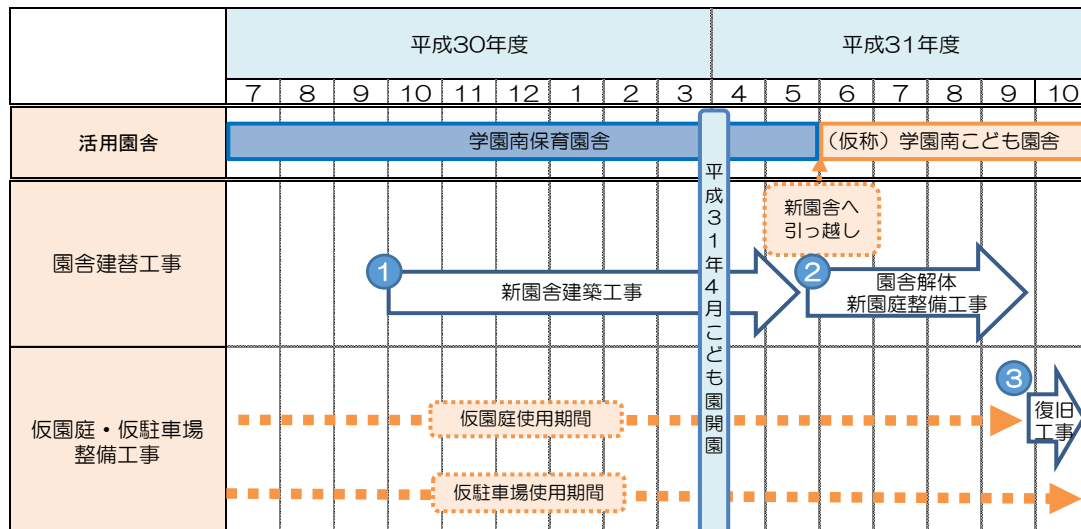 平成30年度 平成31年度
7 8 9 10 11 12 1 2 3 4 5 6 7 8 9 10
活用園舎
学園南保育園舎
(仮称)学園南こども園舎
平成31年4月こども園開園
新園舎へ
引っ越し
園舎建替工事
1
新園舎建築工事
2
園舎解体
新園庭整備工事
仮園庭・仮駐車場
整備工事
仮園庭使用期間
3
復旧
工事
仮駐車場使用期間